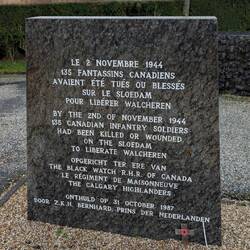 LE 2 NOVEMBRE 1944
135 FANTASSINS CANADIENS
AVAIENT ÉTÉ TUÉS OU BLESSÉS
SUR LE SLOEDAM
POUR LIBÉRER WALCHEREN
BY THE 2ND OF NOVEMBER 1944
135 CANADIAN INFANTRY SOLDIERS
HAD BEEN KILLED OR WOUNDED
ON THE SLOEDAM
TO LIBERATE WALCHEREN
OPGERICHT TER ERE VAN
THE BLACK WATCH R.H.R. OF CANADA
LE RÉGIMENT DE MAISONNEUVE
THE CALGARY HIGHLANDERS
ONTHULD OP 31 OCTOBER 1987
DOOR Z.K.H. BERNHARD, PRINS DER NEDERLANDEN